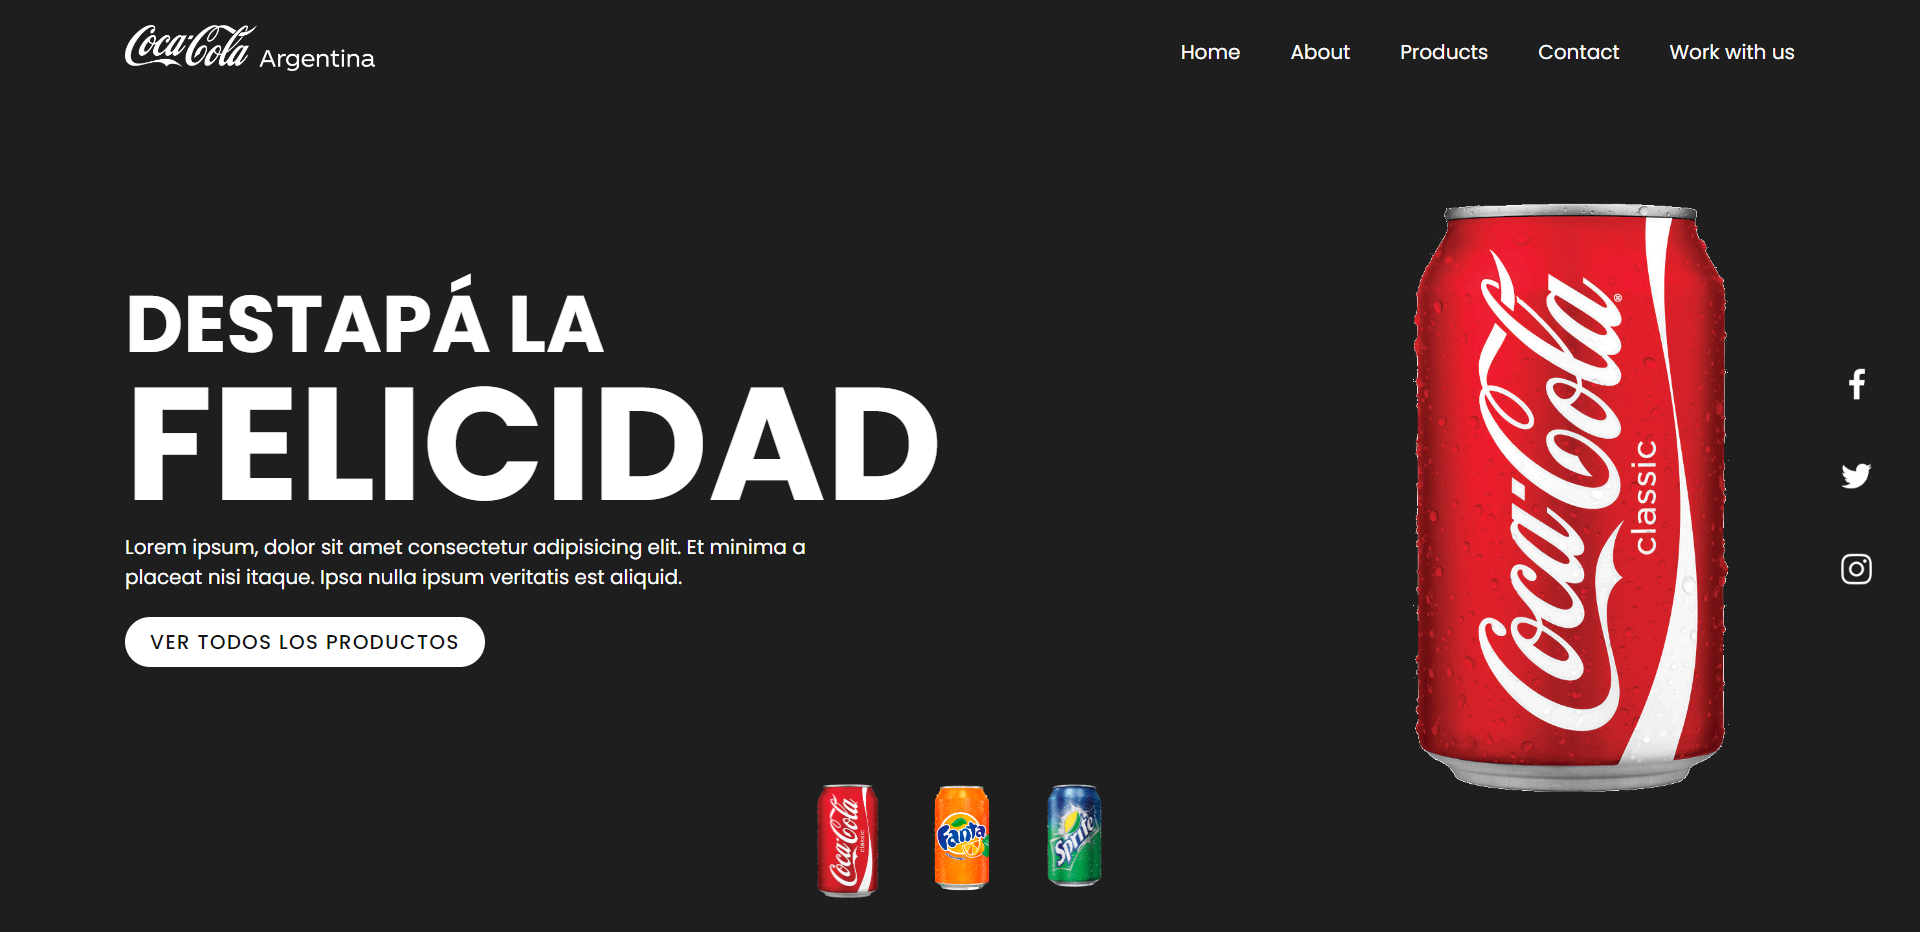 Coca-Cola Argentina
Home About Products Contact Work with us
DESTAPÁ LA
FELICIDAD
Lorem ipsum, dolor sit amet consectetur adipisicing elit. Et minima a
placeat nisi itaque. Ipsa nulla ipsum veritatis est aliquid.
VER TODOS LOS PRODUCTOS
Coca-Cola ®
classic
Coca-Cola
classic
Fanta
Sprite